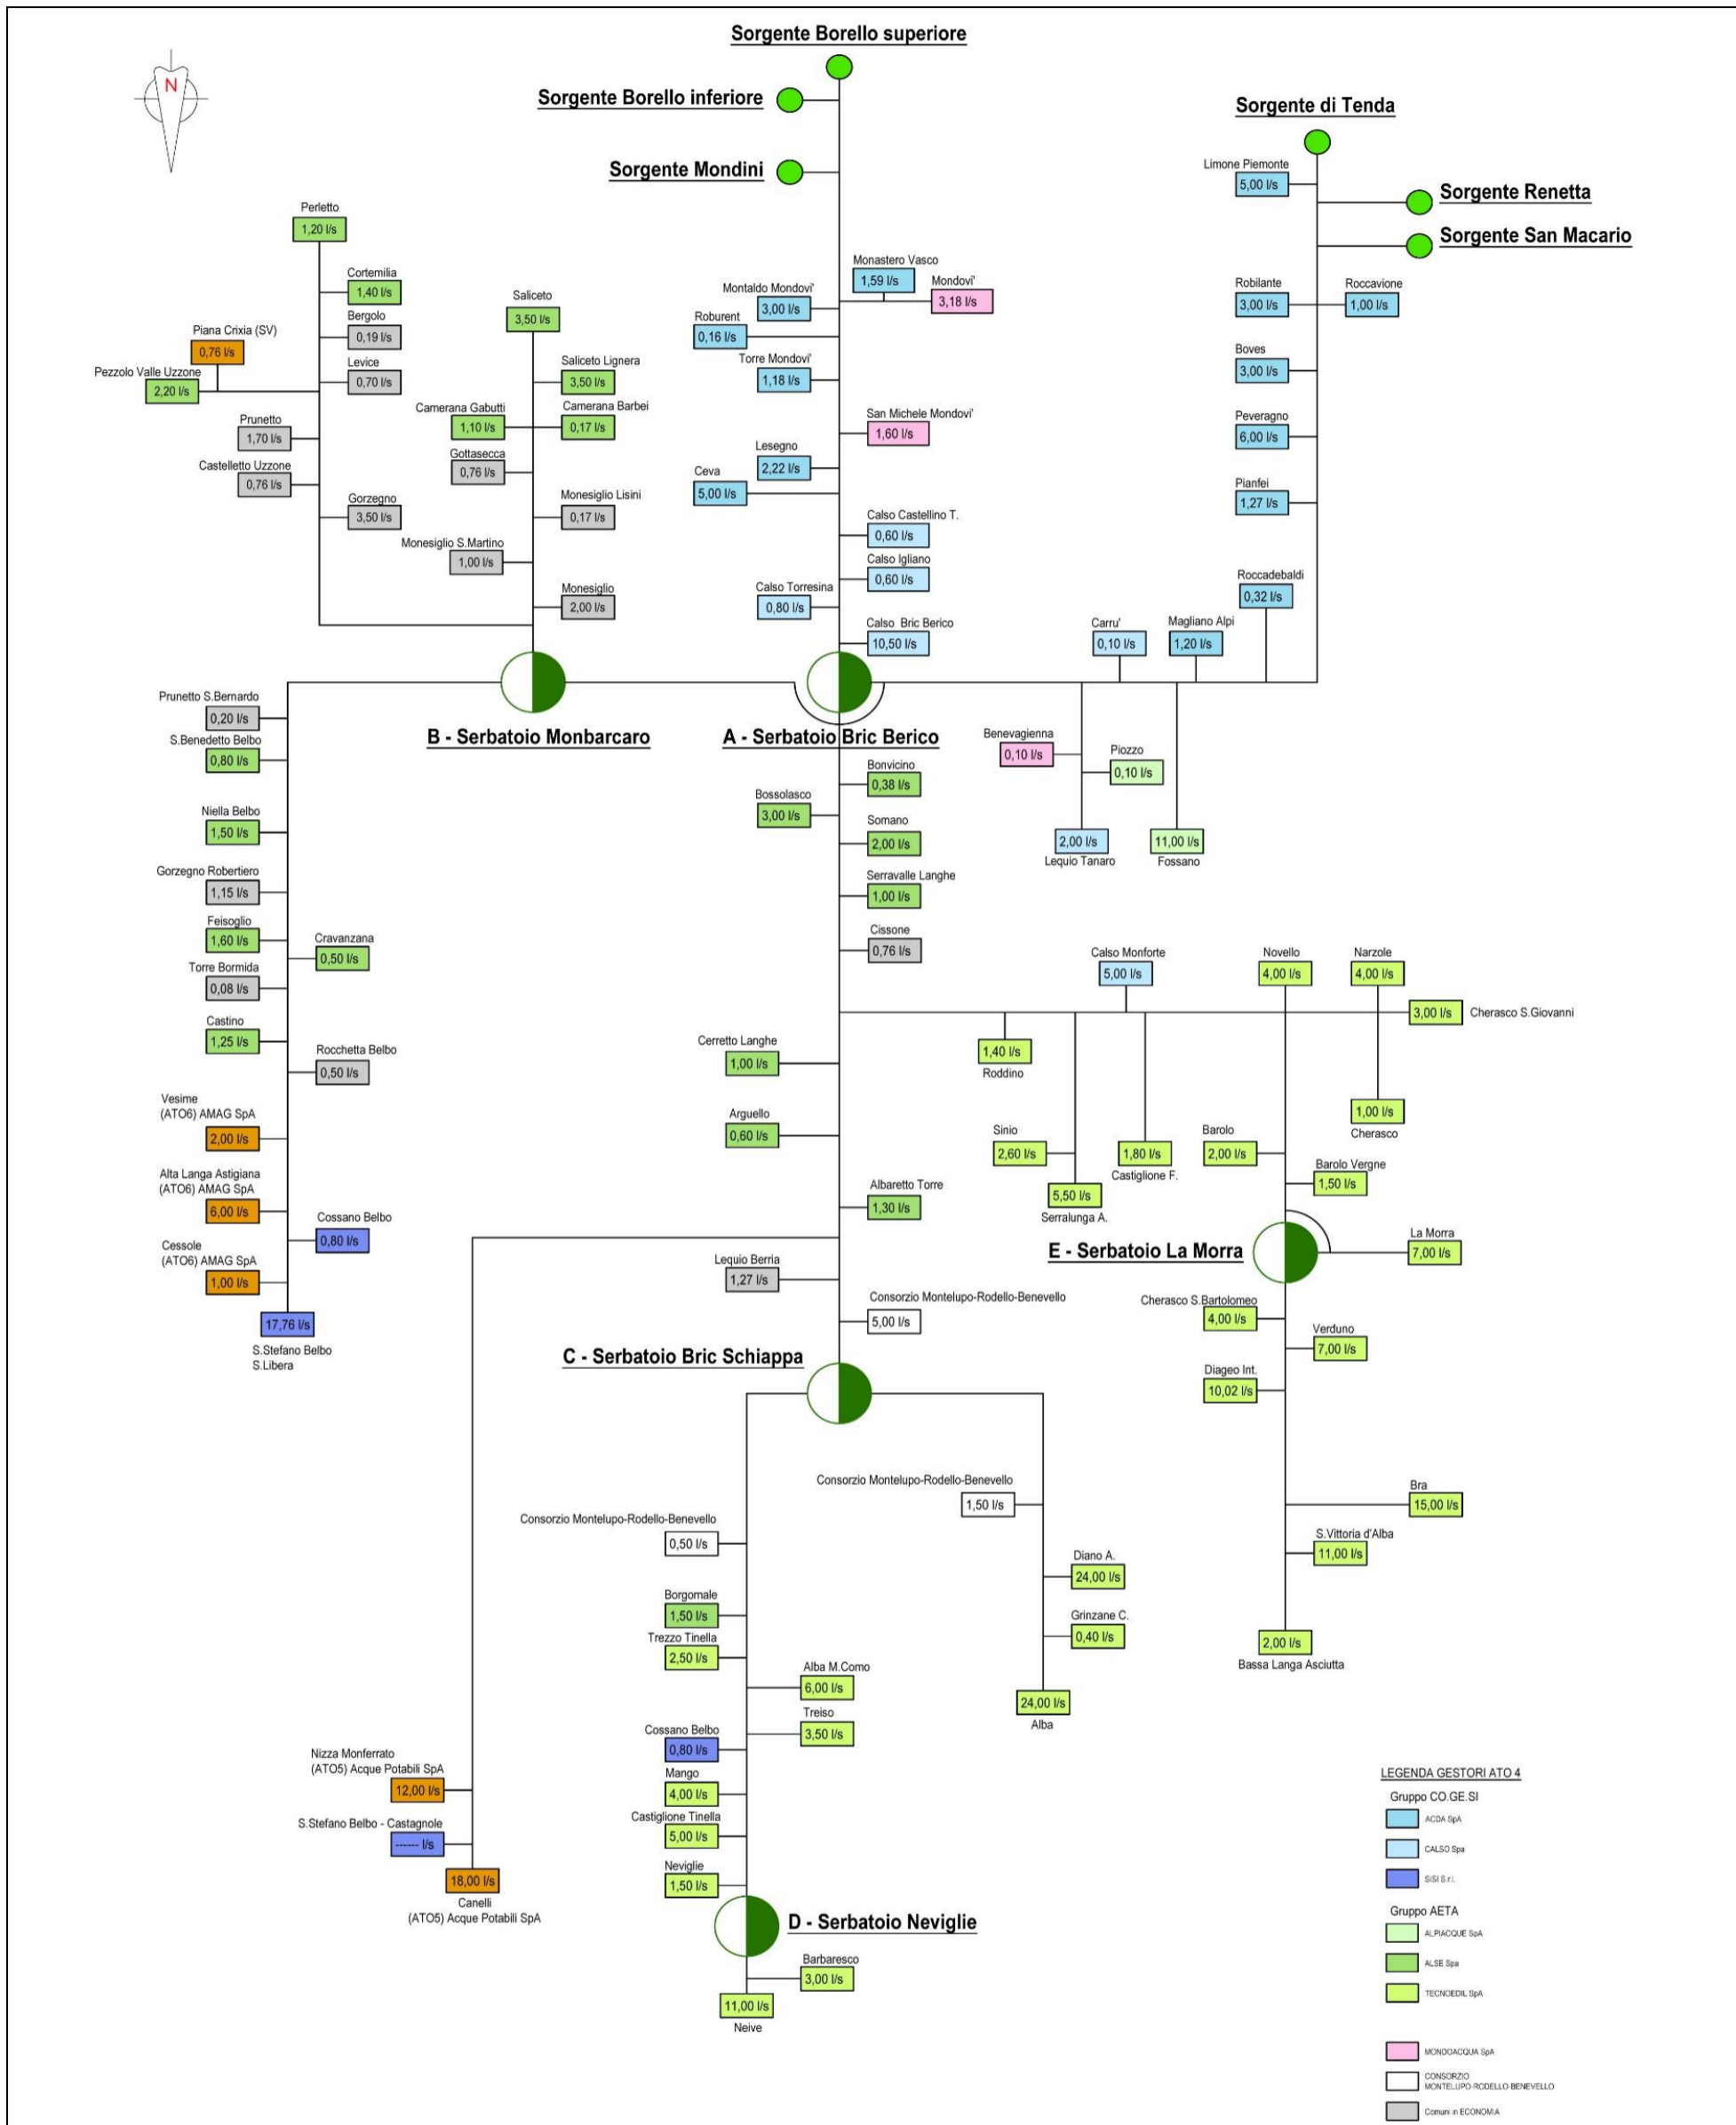 Sorgente Borello superiore
N
Sorgente Borello inferiore
Sorgente di Tenda
Sorgente Mondini
Limone Piemonte
5,00 l/s
Sorgente Renetta
Sorgente San Macario
Perletto
1,20 l/s
Cortemilia
1,40 l/s
Bergolo
0,19 l/s
Piana Crixia (SV)
0,76 l/s
Levice
0,70 l/s
Pezzolo Valle Uzzone
2,20 l/s
Prunetto
1,70 l/s
Castelletto Uzzone
0,76 l/s
Gorzegno
3,50 l/s
Saliceto
3,50 l/s
Saliceto Lignera
3,50 l/s
Camerana Gabutti
1,10 l/s
Camerana Barbei
0,17 l/s
Gottasecca
0,76 l/s
Monesiglio Lisini
0,17 l/s
Monesiglio S.Martino
1,00 l/s
Monesiglio
2,00 l/s
Monastero Vasco
1,59 l/s
Mondovi'
3,18 l/s
Montaldo Mondovi'
3,00 l/s
Roburent
0,16 l/s
Torre Mondovi'
1,18 l/s
San Michele Mondovi'
1,60 l/s
Lesegno
2,22 l/s
Ceva
5,00 l/s
Calso Castellino T.
0,60 l/s
Calso Igliano
0,60 l/s
Calso Torresina
0,80 l/s
Calso Bric Berico
10,50 l/s
Robilante
3,00 l/s
Roccavione
1,00 l/s
Boves
3,00 l/s
Peveragno
6,00 l/s
Pianfei
1,27 l/s
Roccadebaldi
0,32 l/s
Carru'
0,10 l/s
Magliano Alpi
1,20 l/s
B - Serbatoio Monbarcaro
A - Serbatoio Bric Berico
Benevagienna
0,10 l/s
Piozzo
0,10 l/s
2,00 l/s
Lequio Tanaro
11,00 l/s
Fossano
Prunetto S.Bernardo
0,20 l/s
S.Benedetto Belbo
0,80 l/s
Niella Belbo
1,50 l/s
Gorzegno Robertiero
1,15 l/s
Feisoglio
1,60 l/s
Cravanzana
0,50 l/s
Torre Bormida
0,08 l/s
Castino
1,25 l/s
Rocchetta Belbo
0,50 l/s
Vesime
(ATO6) AMAG SpA
2,00 l/s
Alta Langa Astigiana
(ATO6) AMAG SpA
6,00 l/s
Cossano Belbo
0,80 l/s
Cessole
(ATO6) AMAG SpA
1,00 l/s
17,76 l/s
S.Stefano Belbo
S.Libera
Bonvicino
0,38 l/s
Bossolasco
3,00 l/s
Somano
2,00 l/s
Serravalle Langhe
1,00 l/s
Cissone
0,76 l/s
Cerretto Langhe
1,00 l/s
Arguello
0,60 l/s
Albaretto Torre
1,30 l/s
Lequio Berria
1,27 l/s
Consorzio Montelupo-Rodello-Benevello
5,00 l/s
Calso Monforte
5,00 l/s
Novello
4,00 l/s
Narzole
4,00 l/s
3,00 l/s
Cherasco S.Giovanni
1,40 l/s
Roddino
Sinio
2,60 l/s
1,80 l/s
Castiglione F.
5,50 l/s
Serralunga A.
1,00 l/s
Cherasco
Barolo
2,00 l/s
Barolo Vergne
1,50 l/s
E - Serbatoio La Morra
La Morra
7,00 l/s
Cherasco S.Bartolomeo
4,00 l/s
Verduno
7,00 l/s
Diageo Int.
10,02 l/s
Bra
15,00 l/s
S.Vittoria d'Alba
11,00 l/s
2,00 l/s
Bassa Langa Asciutta
C - Serbatoio Bric Schiappa
Consorzio Montelupo-Rodello-Benevello
1,50 l/s
Consorzio Montelupo-Rodello-Benevello
0,50 l/s
Diano A.
24,00 l/s
Grinzane C.
0,40 l/s
24,00 l/s
Alba
Borgomale
1,50 l/s
Trezzo Tinella
2,50 l/s
Alba M.Como
6,00 l/s
Treiso
3,50 l/s
Cossano Belbo
0,80 l/s
Mango
4,00 l/s
Castiglione Tinella
5,00 l/s
Neviglie
1,50 l/s
Nizza Monferrato
(ATO5) Acque Potabili SpA
12,00 l/s
S.Stefano Belbo - Castagnole
------ l/s
18,00 l/s
Canelli
(ATO5) Acque Potabili SpA
D - Serbatoio Neviglie
Barbaresco
3,00 l/s
11,00 l/s
Neive
LEGENDA GESTORI ATO 4
Gruppo CO.GE.SI
ACDA SpA
CALSO Spa
SISI S.r.l.
Gruppo AETA
ALPIACQUE SpA
ALSE Spa
TECNOEDIL SpA
MONDOACQUA SpA
CONSORZIO
MONTELUPO-RODELLO-BENEVELLO
Comuni in ECONOMIA